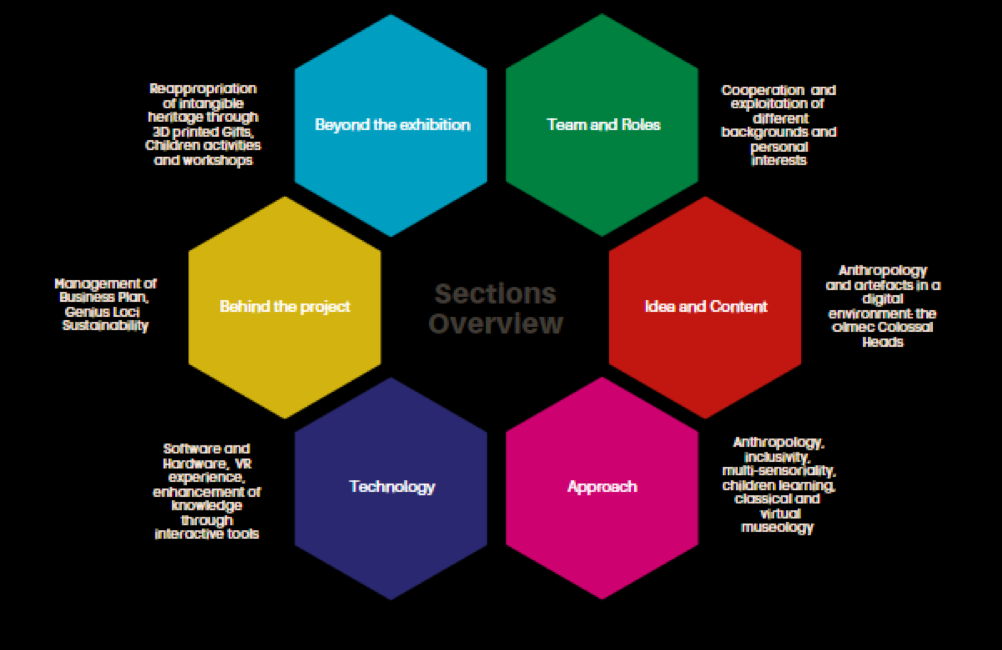 Reappropriation
of intangible
heritage through
3D printed Gifts,
Children activities
and workshops
Beyond the exhibition
Team and Roles
Cooperation and
exploitation of
different
backgrounds and
personal
interests
Management of
Business Plan,
Genius Loci
Sustainability
Behind the project
Sections
Overview
Idea and Content
Anthropology
and artefacts in a
digital
environment: the
olmec Colossal
Heads
Software and
Hardware, VR
experience,
enhancement of
knowledge
through
interactive tools
Technology
Approach
Anthropology,
inclusivity,
multi-sensoriality,
children learning,
classical and
virtual
museology